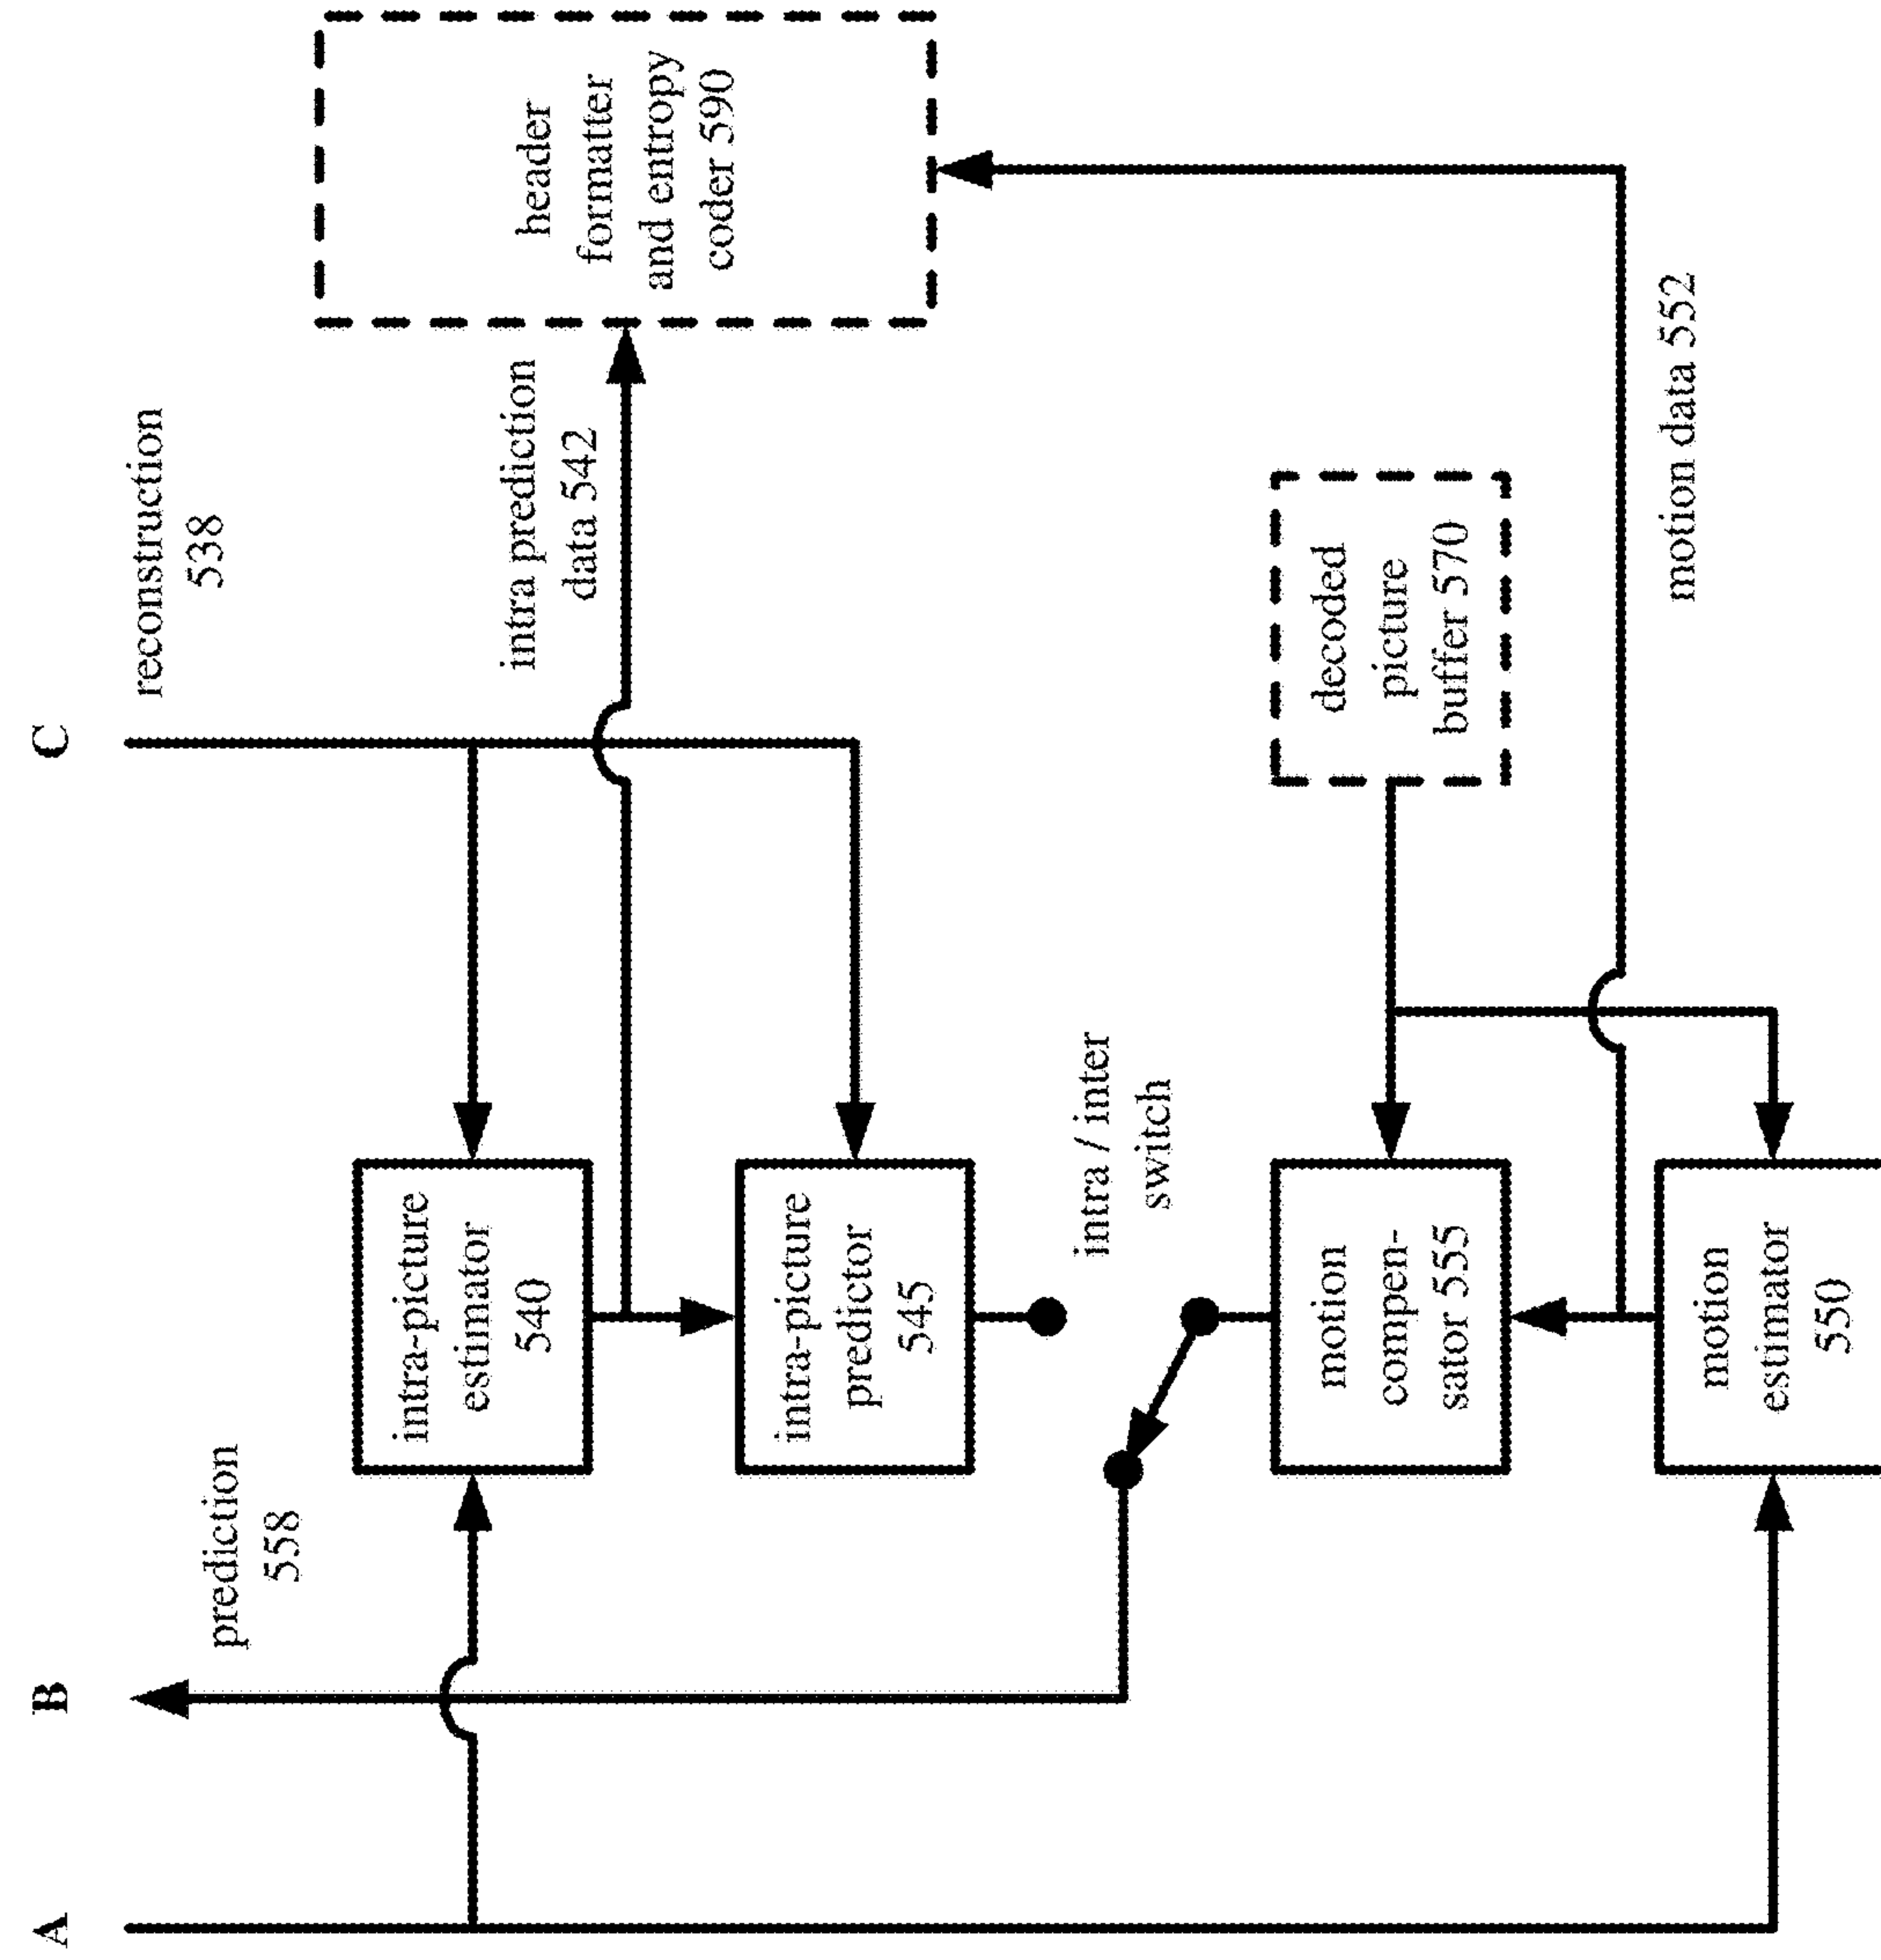 A
B
C
prediction
558
reconstruction
538
intra-picture
estimator
540
intra prediction
data 542
header
formatter
and entropy
coder 590
intra-picture
predictor
545
intra / inter
switch
motion
compen-
sator 555
decoded
picture
buffer 570
motion
estimator
550
motion data 552